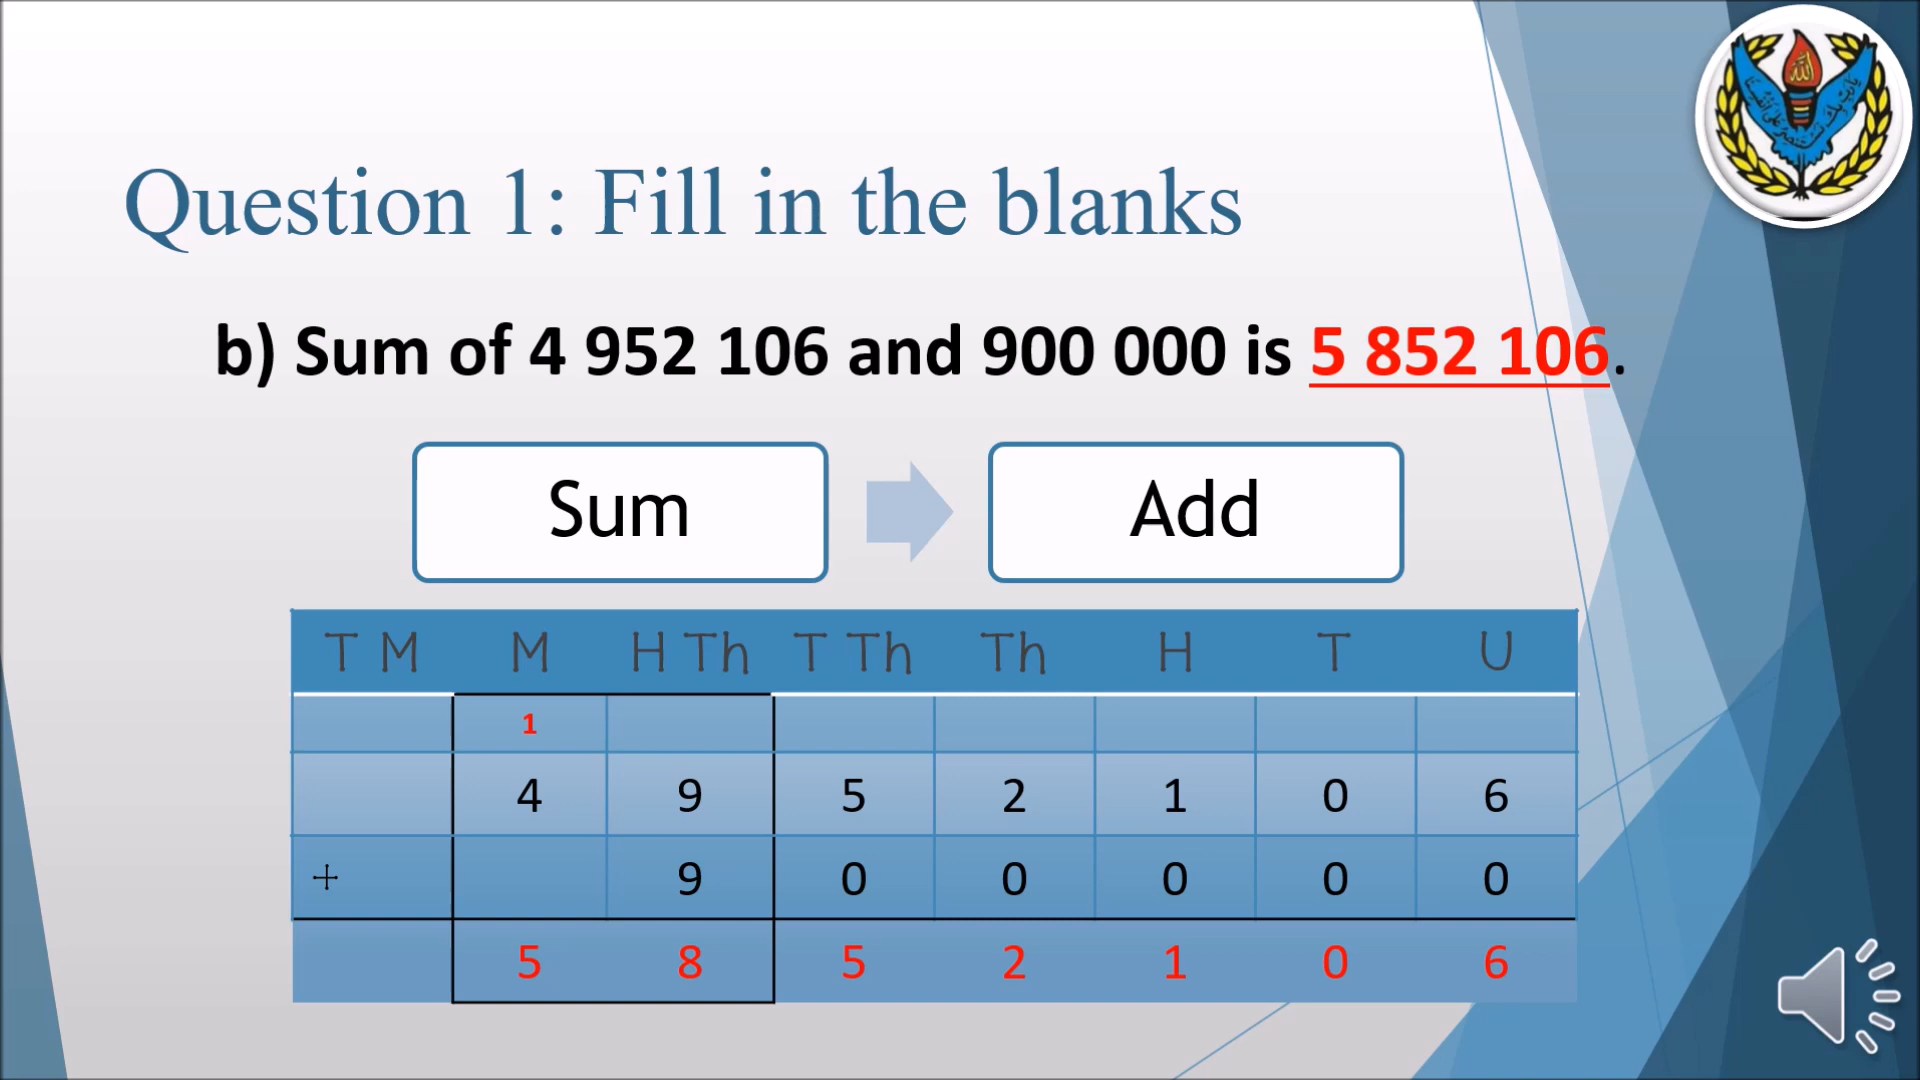 Question 1: Fill in the blanks
b) Sum of 4 952 106 and 900 000 is 5 852 106.
Sum Add
T M M H Th T Th Th H T U
1
4 9 5 2 1 0 6
+ 9 0 0 0 0 0
5 8 5 2 1 0 6